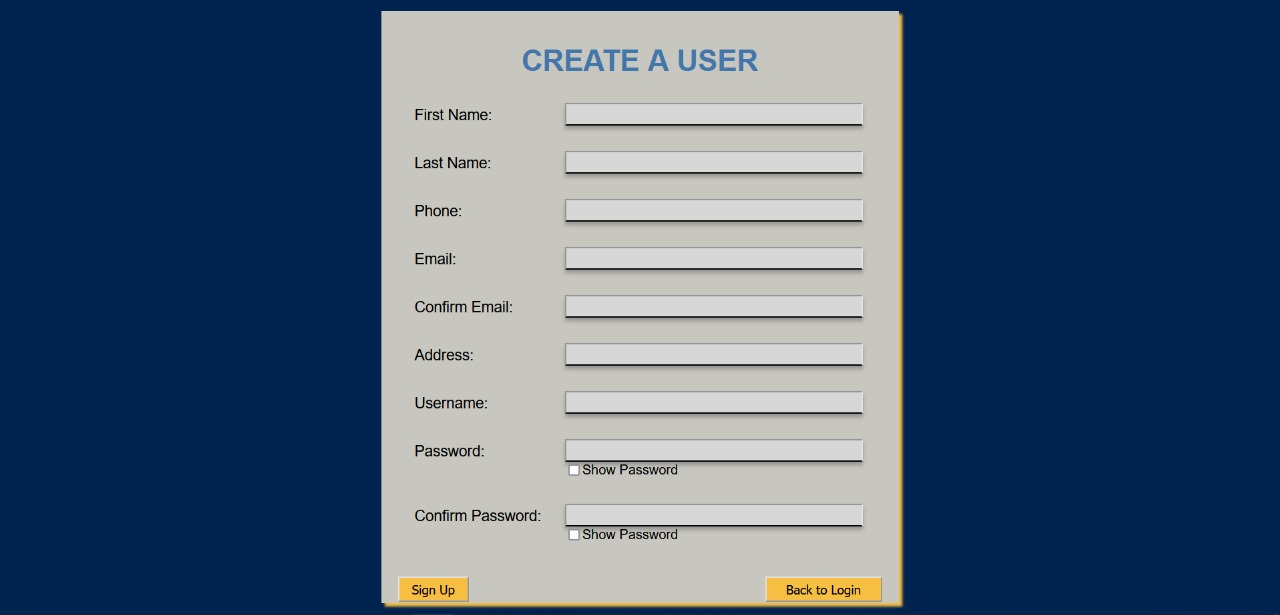 CREATE A USER
First Name:
Last Name:
Phone:
Email:
Confirm Email:
Address:
Username:
Password:
Show Password
Confirm Password:
Show Password
Sign Up
Back to Login